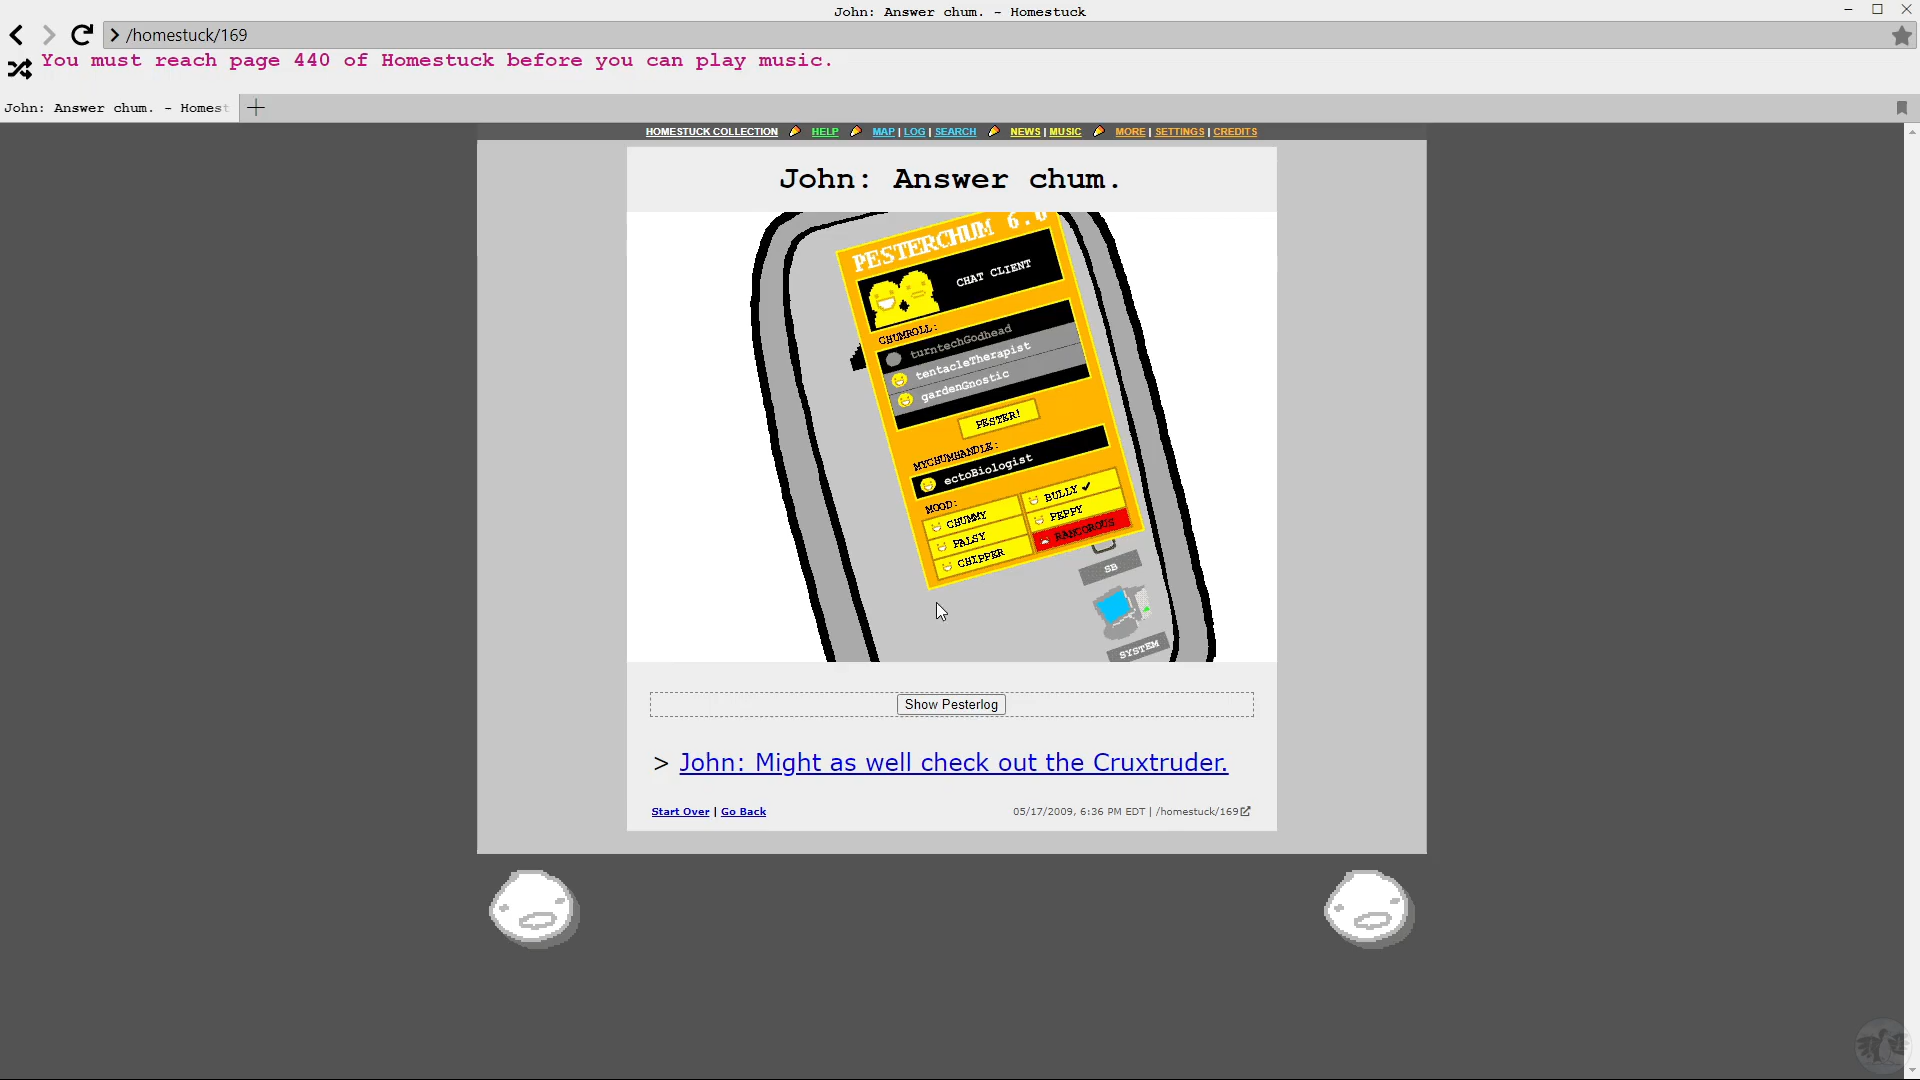 John: Answer chum. - Homestuck
/homestuck/169
You must reach page 440 of Homestuck before you can play music.
John: Answer chum. - Homest
HOMESTUCK COLLECTION HELP MAP | LOG | SEARCH NEWS | MUSIC MORE | SETTINGS | CREDITS
John: Answer chum.
PESTERCHUM 6.0
CHAT CLIENT
CHUMROLL:
turntechGodhead
tentacleTherapist
gardenGnostic
PESTER!
MYCHUMHANDLE:
ectoBiologist
MOOD:
CHUMMY BULLY ✓
PALSY PEPPY
CHIPPER RANCOROUS
SB
SYSTEM
Show Pesterlog
> John: Might as well check out the Cruxtruder.
Start Over | Go Back 05/17/2009, 6:36 PM EDT | /homestuck/169